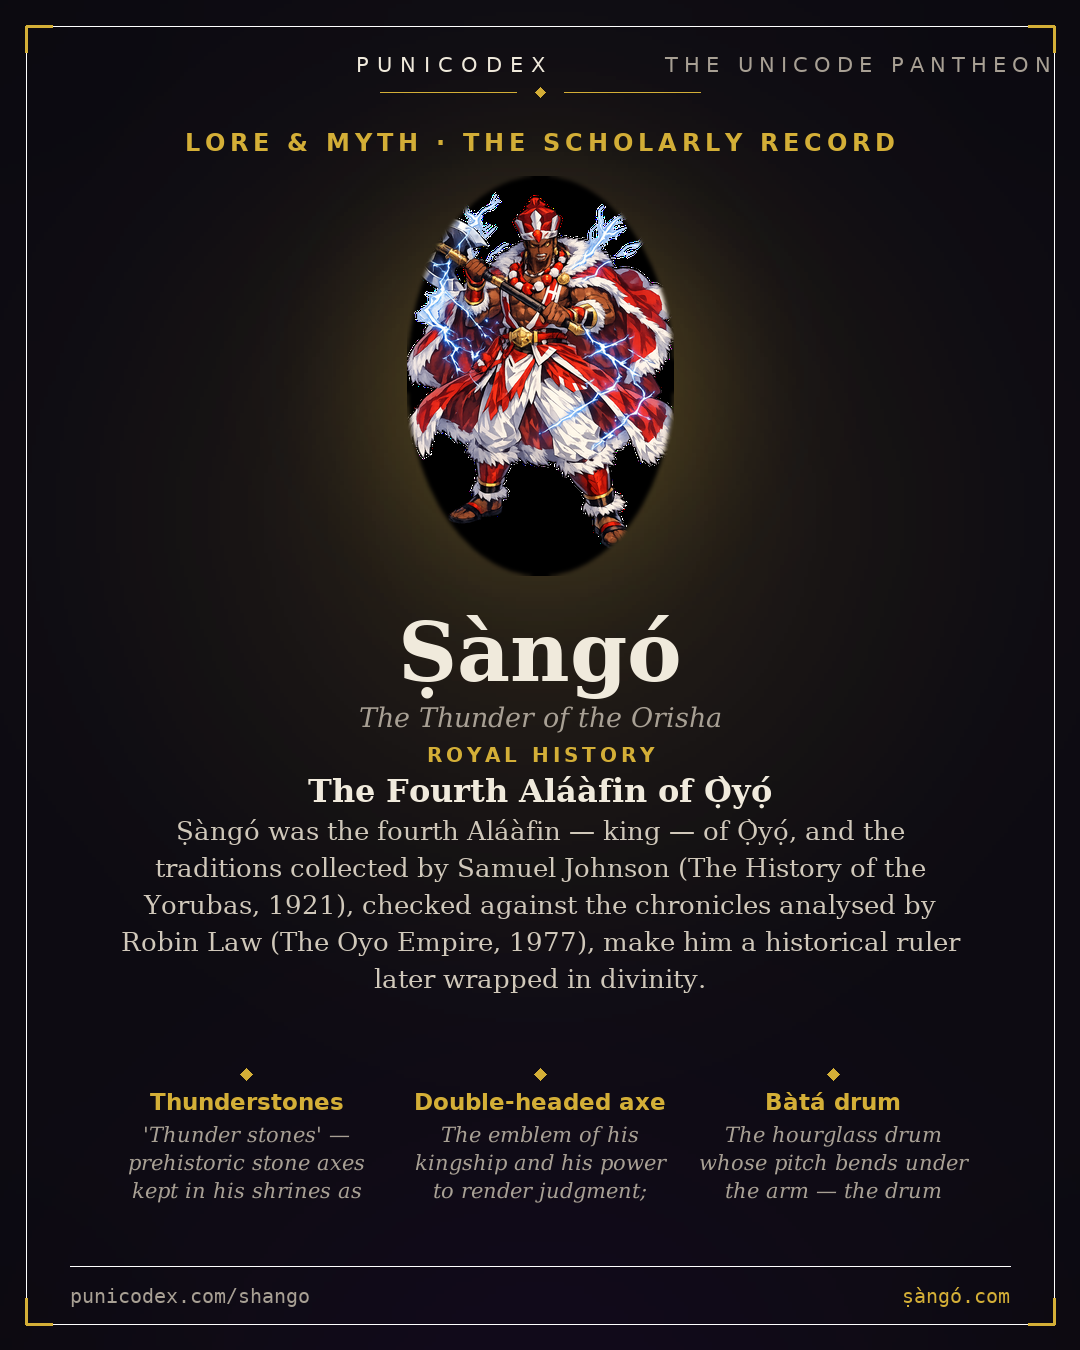 PUNICODEX
THE UNICODE PANTHEON
LORE & MYTH · THE SCHOLARLY RECORD
Ṣàngó
The Thunder of the Orisha
ROYAL HISTORY
The Fourth Aláàfin of Ọ̀yọ́
Ṣàngó was the fourth Aláàfin — king — of Ọ̀yọ́, and the
traditions collected by Samuel Johnson (The History of the
Yorubas, 1921), checked against the chronicles analysed by
Robin Law (The Oyo Empire, 1977), make him a historical ruler
later wrapped in divinity.
Thunderstones
'Thunder stones' —
prehistoric stone axes
kept in his shrines as
Double-headed axe
The emblem of his
kingship and his power
to render judgment;
Bàtá drum
The hourglass drum
whose pitch bends under
the arm — the drum
punicodex.com/shango
ṣàngó.com